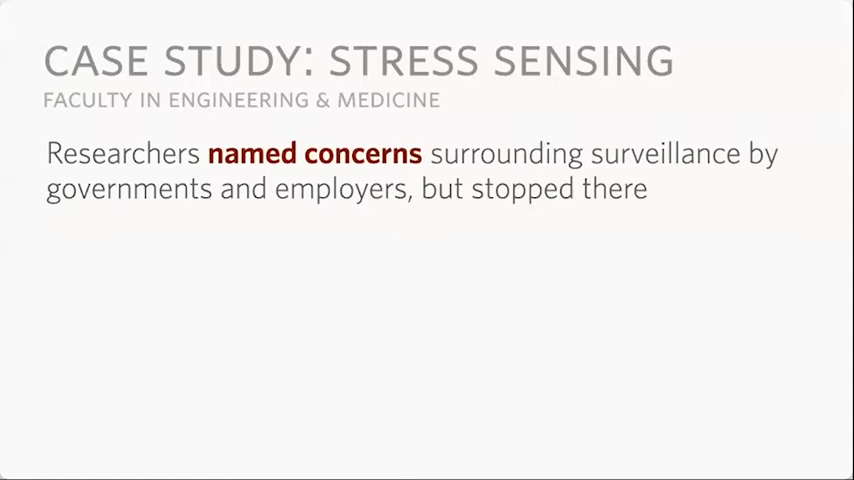 CASE STUDY: STRESS SENSING
FACULTY IN ENGINEERING & MEDICINE
Researchers named concerns surrounding surveillance by
governments and employers, but stopped there